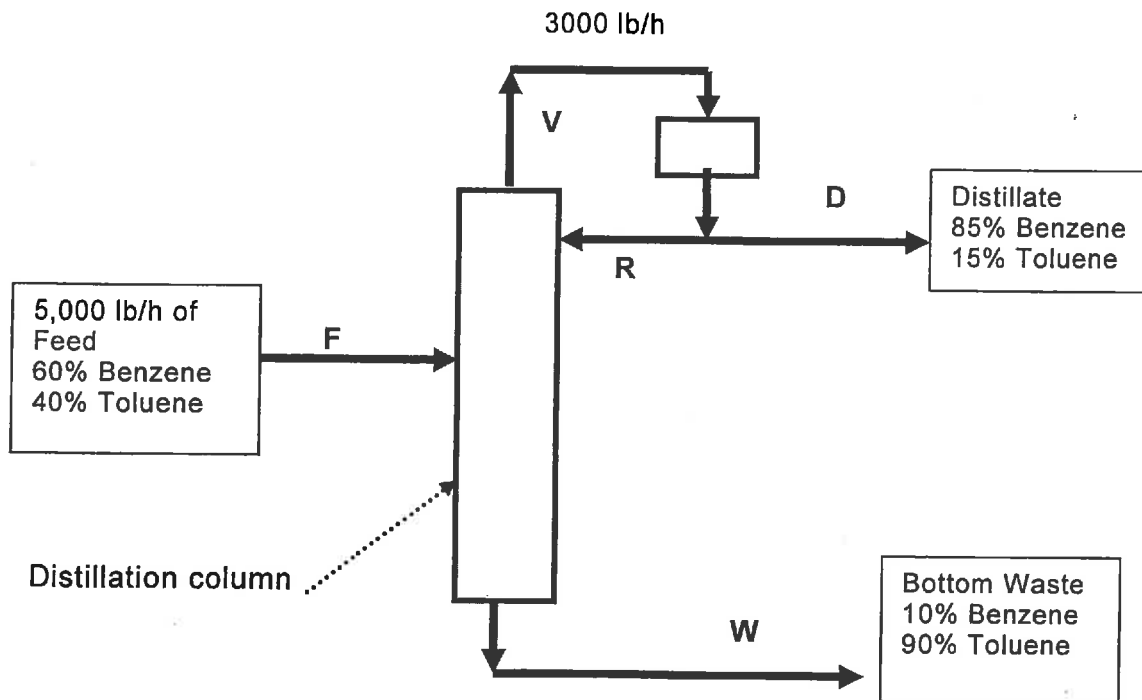 3000 lb/h
V
D
Distillate
85% Benzene
15% Toluene
R
5,000 lb/h of
Feed
60% Benzene
40% Toluene
F
Distillation column
W
Bottom Waste
10% Benzene
90% Toluene